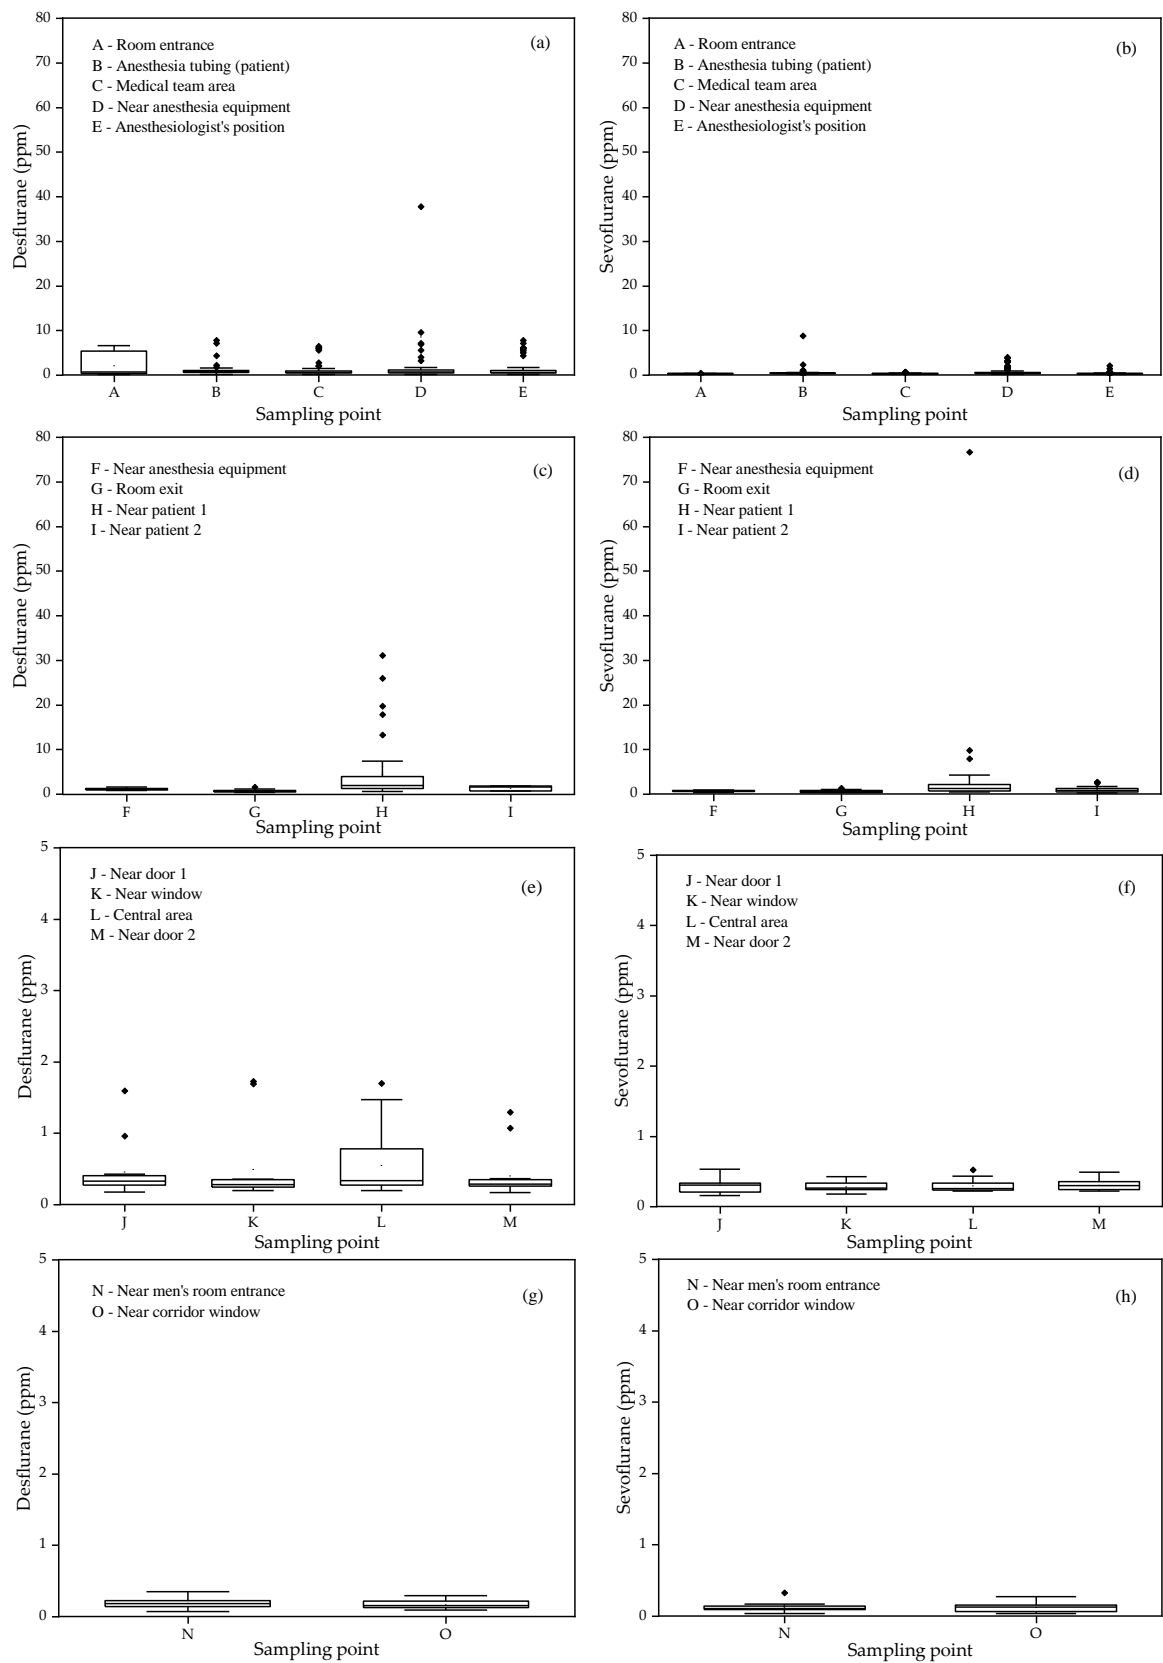 80
70
60
50
40
30
20
10
0
Desflurane (ppm)
A - Room entrance
B - Anesthesia tubing (patient)
C - Medical team area
D - Near anesthesia equipment
E - Anesthesiologist's position
(a)
A B C D E
Sampling point
80
70
60
50
40
30
20
10
0
Sevoflurane (ppm)
A - Room entrance
B - Anesthesia tubing (patient)
C - Medical team area
D - Near anesthesia equipment
E - Anesthesiologist's position
(b)
A B C D E
Sampling point
80
70
60
50
40
30
20
10
0
Desflurane (ppm)
F - Near anesthesia equipment
G - Room exit
H - Near patient 1
I - Near patient 2
(c)
F G H I
Sampling point
80
70
60
50
40
30
20
10
0
Sevoflurane (ppm)
F - Near anesthesia equipment
G - Room exit
H - Near patient 1
I - Near patient 2
(d)
F G H I
Sampling point
5
4
3
2
1
0
Desflurane (ppm)
J - Near door 1
K - Near window
L - Central area
M - Near door 2
(e)
J K L M
Sampling point
5
4
3
2
1
0
Sevoflurane (ppm)
J - Near door 1
K - Near window
L - Central area
M - Near door 2
(f)
J K L M
Sampling point
5
4
3
2
1
0
Desflurane (ppm)
N - Near men's room entrance
O - Near corridor window
(g)
N O
Sampling point
5
4
3
2
1
0
Sevoflurane (ppm)
N - Near men's room entrance
O - Near corridor window
(h)
N O
Sampling point